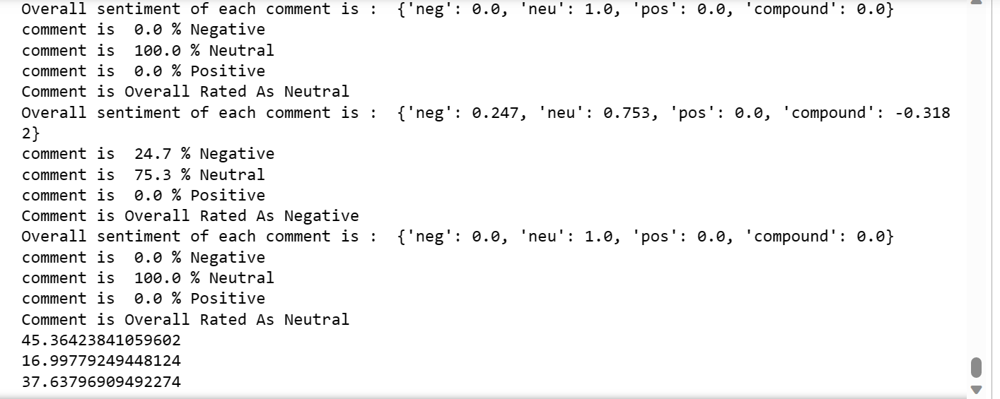 Overall sentiment of each comment is :  {'neg': 0.0, 'neu': 1.0, 'pos': 0.0, 'compound': 0.0}
comment is  0.0 % Negative
comment is  100.0 % Neutral
comment is  0.0 % Positive
Comment is Overall Rated As Neutral
Overall sentiment of each comment is :  {'neg': 0.247, 'neu': 0.753, 'pos': 0.0, 'compound': -0.318
2}
comment is  24.7 % Negative
comment is  75.3 % Neutral
comment is  0.0 % Positive
Comment is Overall Rated As Negative
Overall sentiment of each comment is :  {'neg': 0.0, 'neu': 1.0, 'pos': 0.0, 'compound': 0.0}
comment is  0.0 % Negative
comment is  100.0 % Neutral
comment is  0.0 % Positive
Comment is Overall Rated As Neutral
45.36423841059602
16.99779249448124
37.63796909492274